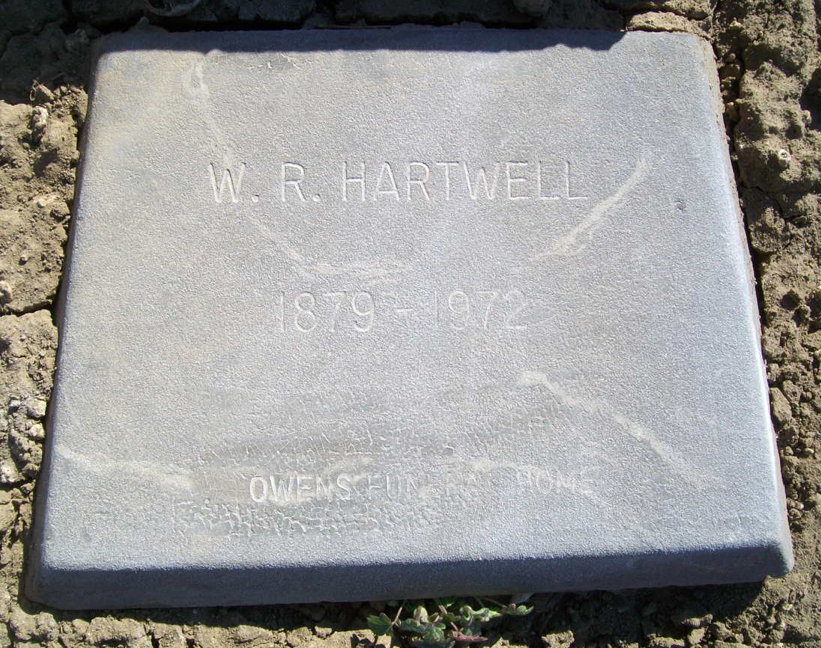 W. R. HARTWELL
1879 - 1972
OWENS FUNERAL HOME